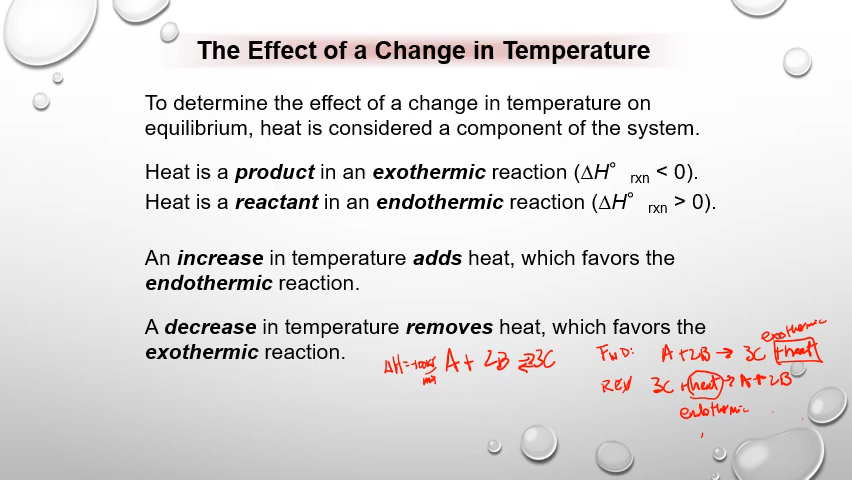 The Effect of a Change in Temperature
To determine the effect of a change in temperature on
equilibrium, heat is considered a component of the system.
Heat is a product in an exothermic reaction (ΔH°rxn < 0).
Heat is a reactant in an endothermic reaction (ΔH°rxn > 0).
An increase in temperature adds heat, which favors the
endothermic reaction.
A decrease in temperature removes heat, which favors the
exothermic reaction.
ΔH= A + 2B ⇌ 3C
exothermic
FWD: A + 2B → 3C + heat
REV 3C + heat → A + 2B
endothermic